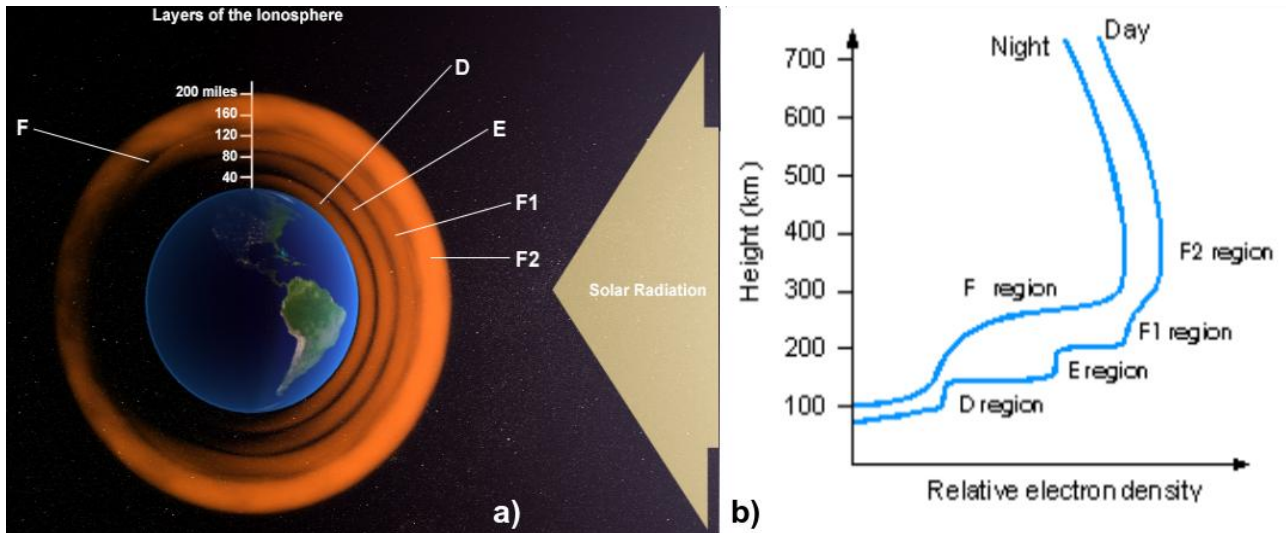 Layers of the Ionosphere
D
200 miles
160
F
E
120
80
40
F1
F2
Solar Radiation
a)
Day
Night
700
600
500
Height (km)
400
F2 region
F region
300
F1 region
200
E region
D region
100
Relative electron density
b)